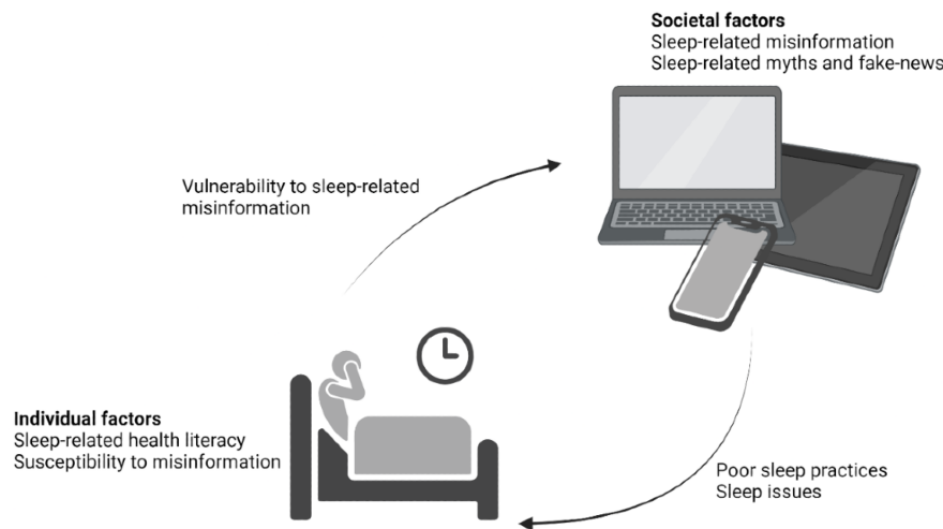 Societal factors
Sleep-related misinformation
Sleep-related myths and fake-news
Vulnerability to sleep-related
misinformation
Individual factors
Sleep-related health literacy
Susceptibility to misinformation
Poor sleep practices
Sleep issues